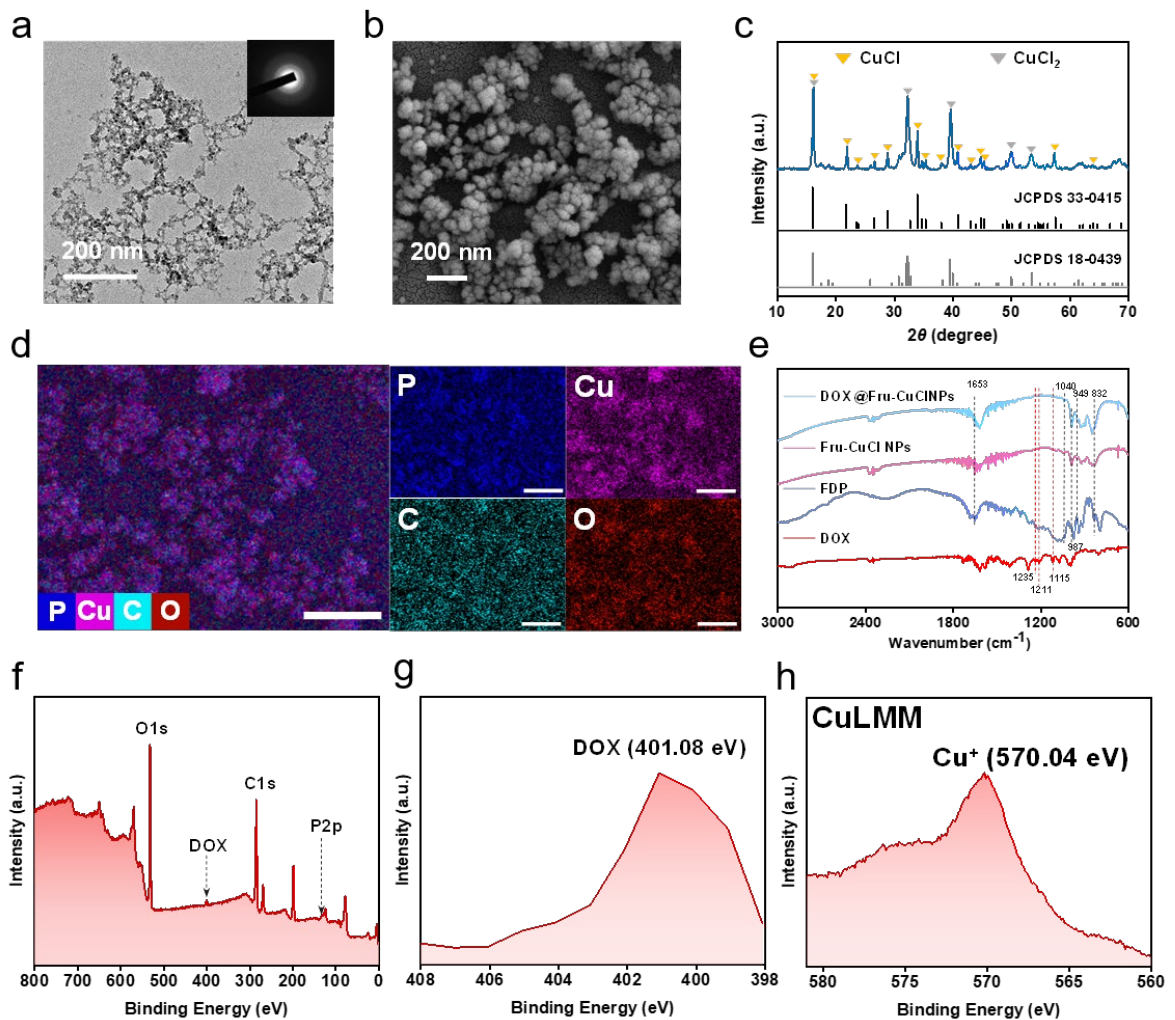 a
200 nm
b
200 nm
c
CuCl
CuCl2
JCPDS 33-0415
JCPDS 18-0439
Intensity (a.u.)
10 20 30 40 50 60 70
2θ (degree)
d
P Cu C O
P
Cu
C
O
e
1653
1040
949 832
DOX@Fru-CuClNPs
Fru-CuCl NPs
FDP
DOX
987
1235
1211
1115
3000 2400 1800 1200 600
Wavenumber (cm-1)
f
O1s
C1s
DOX
P2p
Intensity (a.u.)
800 700 600 500 400 300 200 100 0
Binding Energy (eV)
g
DOX (401.08 eV)
Intensity (a.u.)
408 406 404 402 400 398
Binding Energy (eV)
h
CuLMM
Cu+ (570.04 eV)
Intensity (a.u.)
580 575 570 565 560
Binding Energy (eV)